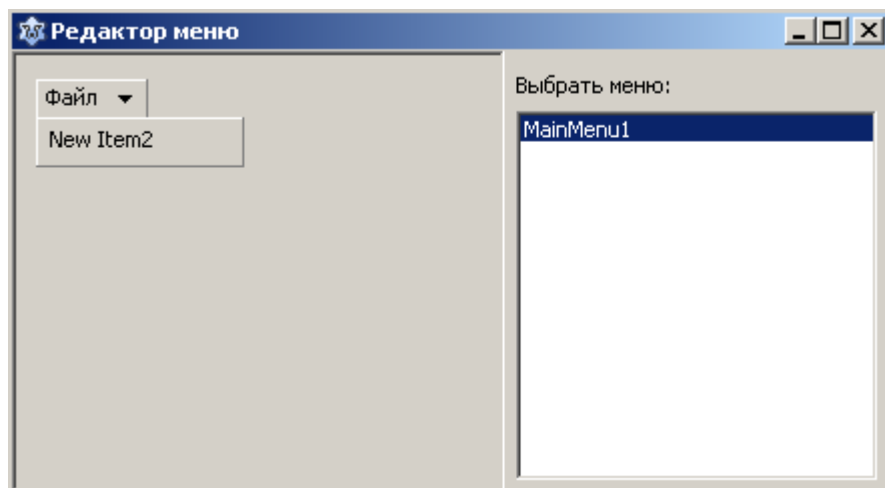 Редактор меню
Файл
New Item2
Выбрать меню:
MainMenu1